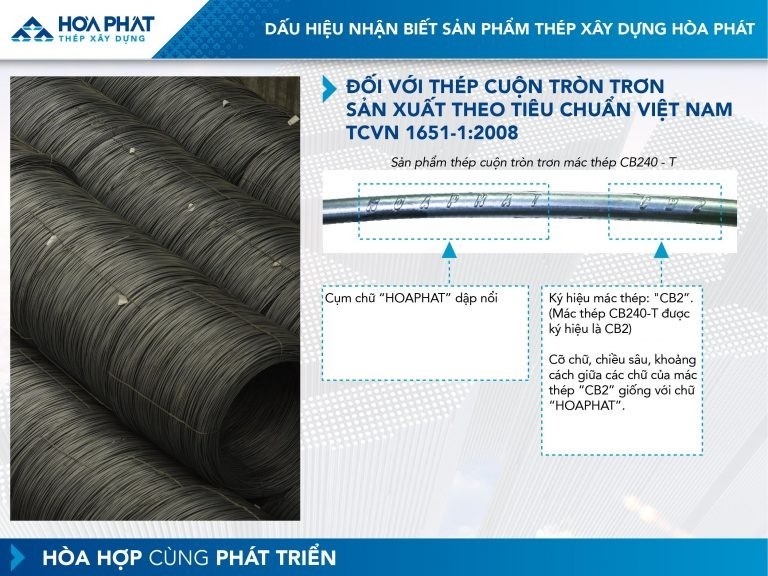 HOA PHAT
THÉP XÂY DỰNG
DẤU HIỆU NHẬN BIẾT SẢN PHẨM THÉP XÂY DỰNG HÒA PHÁT
ĐỐI VỚI THÉP CUỘN TRÒN TRƠN
SẢN XUẤT THEO TIÊU CHUẨN VIỆT NAM
TCVN 1651-1:2008
Sản phẩm thép cuộn tròn trơn mác thép CB240 - T
HOAPHAT CB2
Cụm chữ “HOAPHAT” dập nổi
Ký hiệu mác thép: "CB2”.
(Mác thép CB240-T được
ký hiệu là CB2)
Cỡ chữ, chiều sâu, khoảng
cách giữa các chữ của mác
thép “CB2” giống với chữ
“HOAPHAT”.
HÒA HỢP CÙNG PHÁT TRIỂN